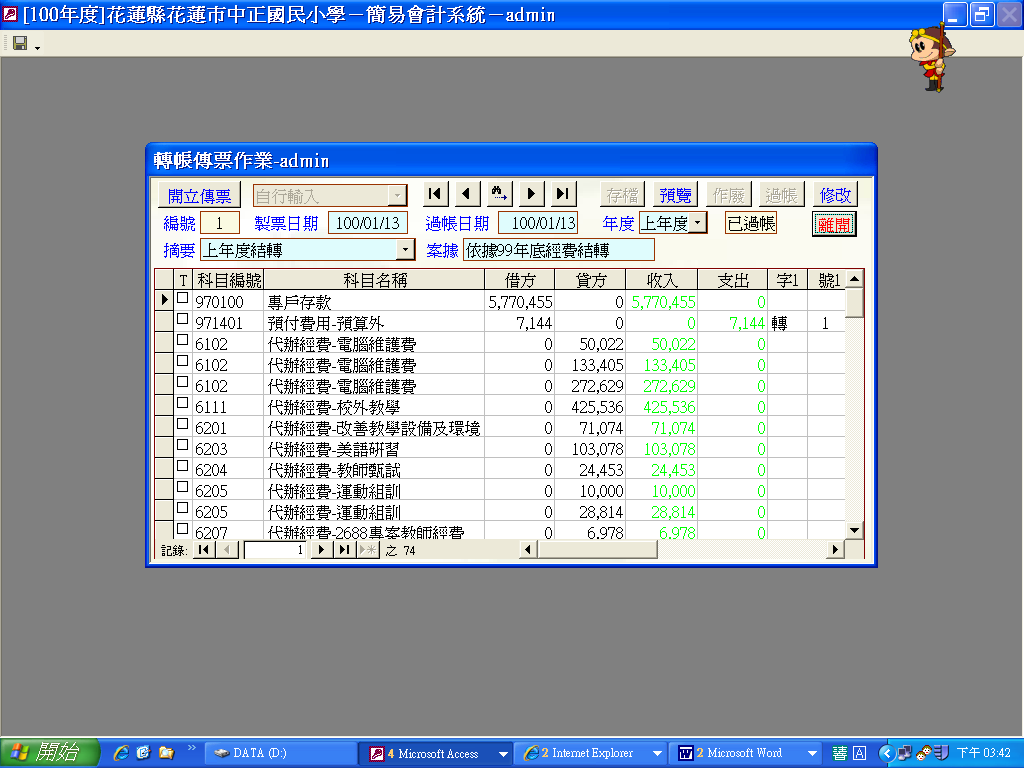 [100年度]花蓮縣花蓮市中正國民小學－簡易會計系統－admin
轉帳傳票作業-admin
開立傳票 自行輸入 存檔 預覽 作廢 過帳 修改
編號 1 製票日期 100/01/13 過帳日期 100/01/13 年度 上年度 已過帳 離開
摘要 上年度結轉 案據 依據99年底經費結轉
T 科目編號 科目名稱 借方 貸方 收入 支出 字1 號1
970100 專戶存款 5,770,455 0 5,770,455 0
971401 預付費用-預算外 7,144 0 0 7,144 轉 1
6102 代辦經費-電腦維護費 0 50,022 50,022 0
6102 代辦經費-電腦維護費 0 133,405 133,405 0
6102 代辦經費-電腦維護費 0 272,629 272,629 0
6111 代辦經費-校外教學 0 425,536 425,536 0
6201 代辦經費-改善教學設備及環境 0 71,074 71,074 0
6203 代辦經費-美語研習 0 103,078 103,078 0
6204 代辦經費-教師甄試 0 24,453 24,453 0
6205 代辦經費-運動組訓 0 10,000 10,000 0
6205 代辦經費-運動組訓 0 28,814 28,814 0
6207 代辦經費-2688專案教師經費 0 6,978 6,978 0
記錄: 1 之 74
開始 DATA (D:) 4 Microsoft Access 2 Internet Explorer 2 Microsoft Word A 下午 03:42